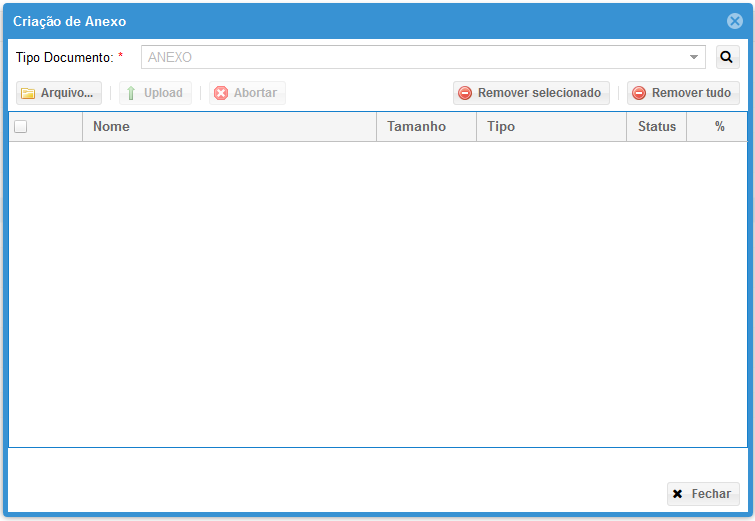 Criação de Anexo
Tipo Documento: * ANEXO
Arquivo... Upload Abortar Remover selecionado Remover tudo
Nome Tamanho Tipo Status %
Fechar